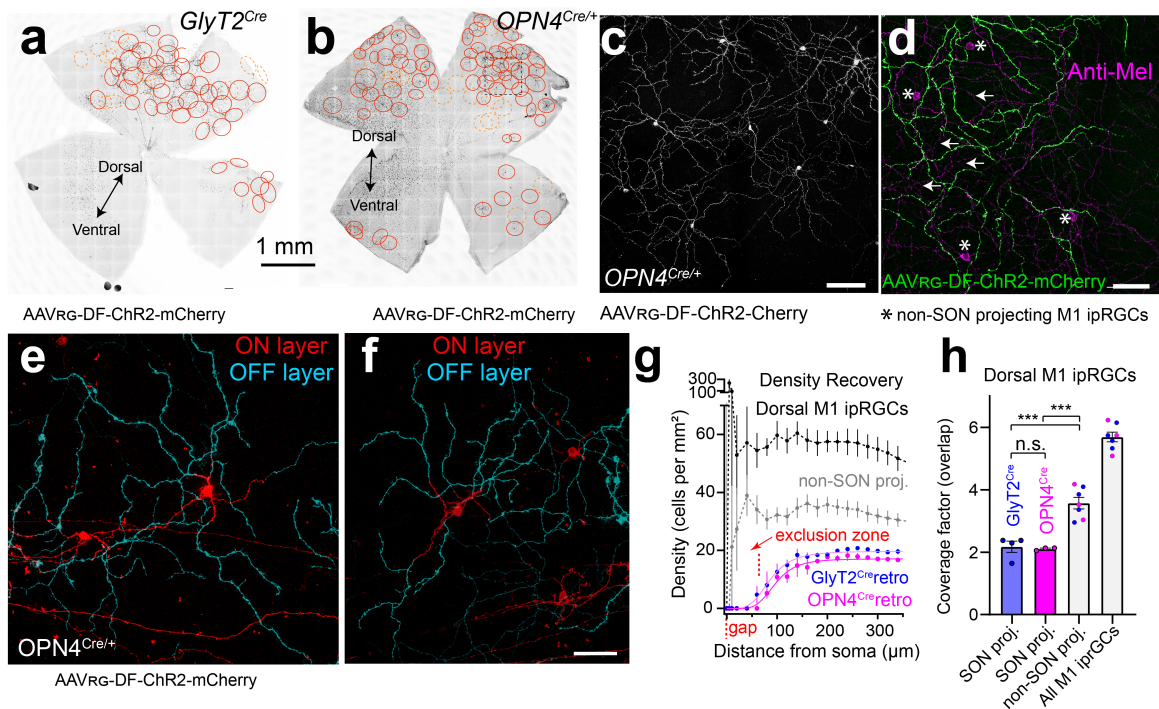 a
GlyT2Cre
Dorsal
Ventral
1 mm
AAVRG-DF-ChR2-mCherry
b
OPN4Cre/+
Dorsal
Ventral
AAVRG-DF-ChR2-mCherry
c
OPN4Cre/+
AAVRG-DF-ChR2-Cherry
d
*
Anti-Mel
*
*
*
AAVRG-DF-ChR2-mCherry
* non-SON projecting M1 ipRGCs
e
ON layer
OFF layer
OPN4Cre/+
AAVRG-DF-ChR2-mCherry
f
ON layer
OFF layer
g
Density Recovery
Dorsal M1 ipRGCs
non-SON proj.
exclusion zone
GlyT2Cre retro
OPN4Cre retro
gap
Density (cells per mm²)
300
100
60
40
20
0
0
100
200
300
Distance from soma (μm)
h
Dorsal M1 ipRGCs
***
***
n.s.
GlyT2Cre
OPN4Cre
Coverage factor (overlap)
6
4
2
0
SON proj.
SON proj.
non-SON proj.
All M1 iprGCs